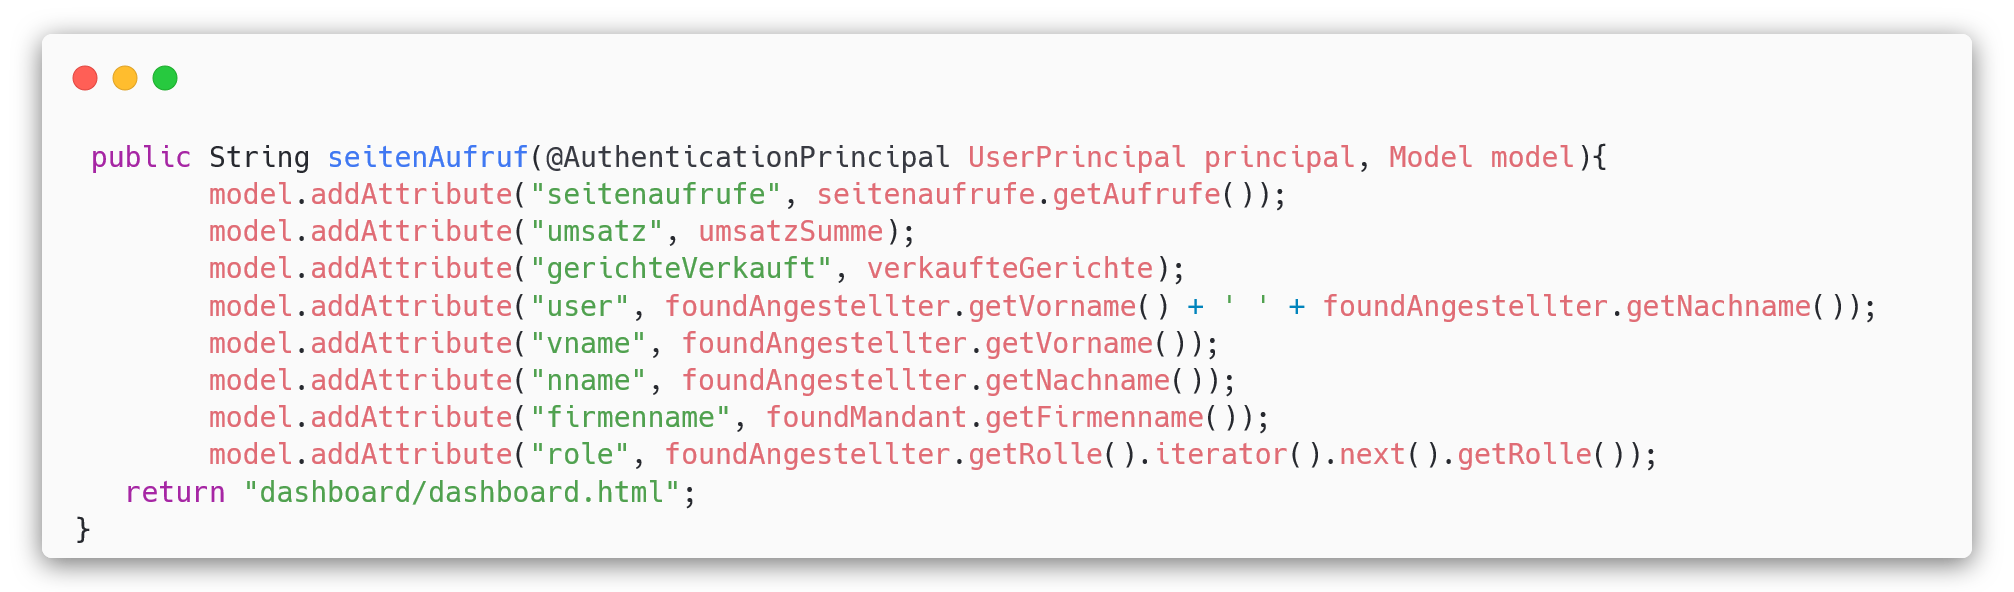 public String seitenAufruf(@AuthenticationPrincipal UserPrincipal principal, Model model){
model.addAttribute("seitenaufrufe", seitenaufrufe.getAufrufe());
model.addAttribute("umsatz", umsatzSumme);
model.addAttribute("gerichteVerkauft", verkaufteGerichte);
model.addAttribute("user", foundAngestellter.getVorname() + ' ' + foundAngestellter.getNachname());
model.addAttribute("vname", foundAngestellter.getVorname());
model.addAttribute("nname", foundAngestellter.getNachname());
model.addAttribute("firmenname", foundMandant.getFirmenname());
model.addAttribute("role", foundAngestellter.getRolle().iterator().next().getRolle());
return "dashboard/dashboard.html";
}